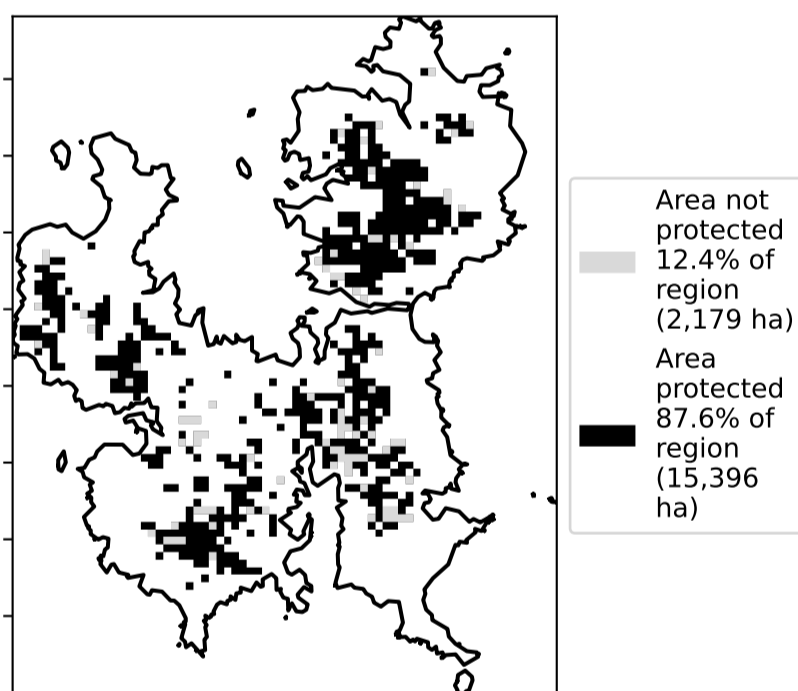 Area not
protected
12.4% of
region
(2,179 ha)
Area
protected
87.6% of
region
(15,396
ha)